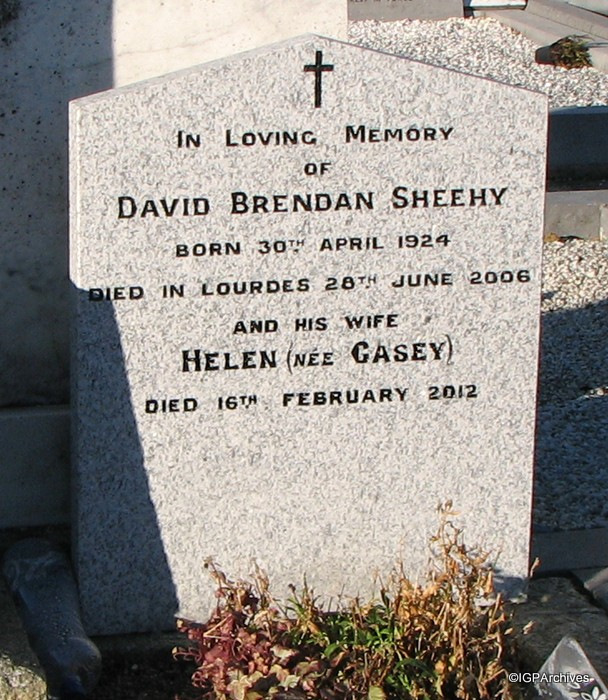 IN LOVING MEMORY
OF
DAVID BRENDAN SHEEHY
BORN 30TH APRIL 1924
DIED IN LOURDES 28TH JUNE 2006
AND HIS WIFE
HELEN (NÉE CASEY)
DIED 16TH FEBRUARY 2012
©IGPArchives